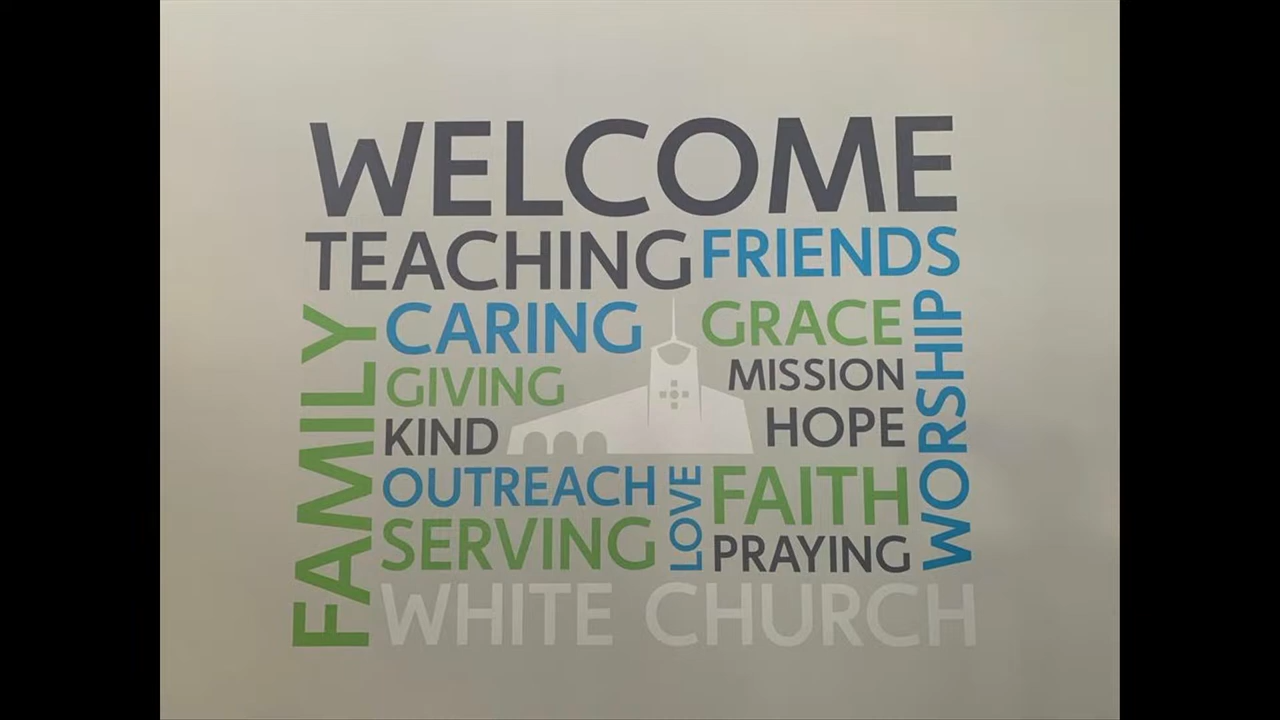 WELCOME
TEACHING FRIENDS
FAMILY
CARING
GRACE
WORSHIP
GIVING
MISSION
KIND
HOPE
OUTREACH
LOVE
FAITH
SERVING
PRAYING
WHITE CHURCH